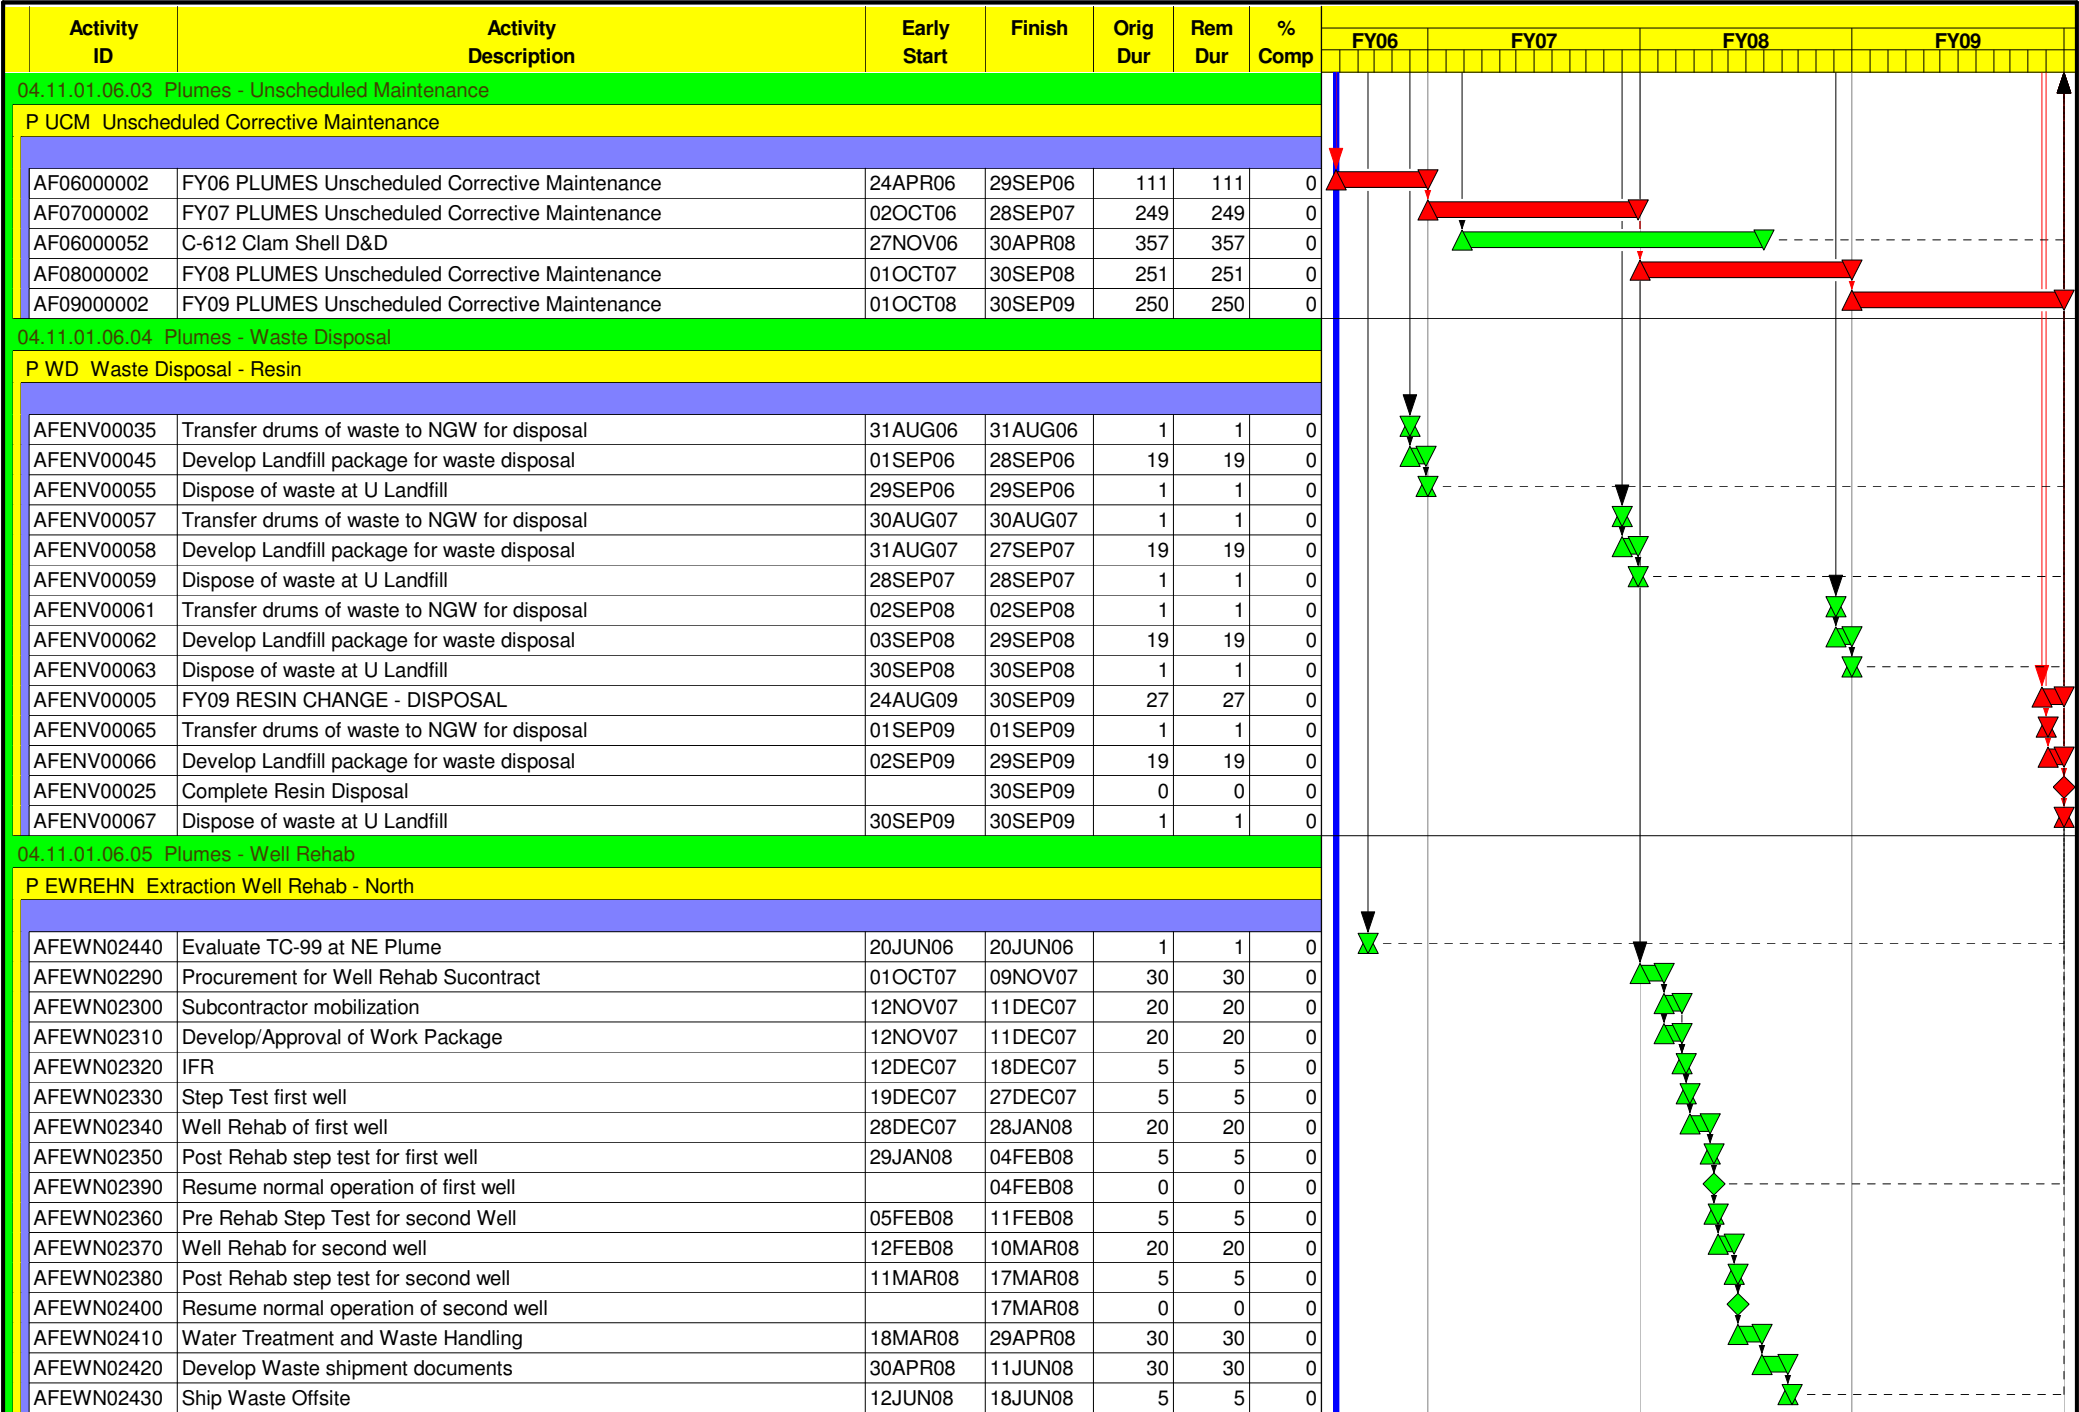 Activity ID Activity Description Early Start Finish Orig Dur Rem Dur % Comp FY06 FY07 FY08 FY09
04.11.01.06.03 Plumes - Unscheduled Maintenance
P UCM Unscheduled Corrective Maintenance
AF06000002 FY06 PLUMES Unscheduled Corrective Maintenance 24APR06 29SEP06 111 111 0
AF07000002 FY07 PLUMES Unscheduled Corrective Maintenance 02OCT06 28SEP07 249 249 0
AF06000052 C-612 Clam Shell D&D 27NOV06 30APR08 357 357 0
AF08000002 FY08 PLUMES Unscheduled Corrective Maintenance 01OCT07 30SEP08 251 251 0
AF09000002 FY09 PLUMES Unscheduled Corrective Maintenance 01OCT08 30SEP09 250 250 0
04.11.01.06.04 Plumes - Waste Disposal
P WD Waste Disposal - Resin
AFENV00035 Transfer drums of waste to NGW for disposal 31AUG06 31AUG06 1 1 0
AFENV00045 Develop Landfill package for waste disposal 01SEP06 28SEP06 19 19 0
AFENV00055 Dispose of waste at U Landfill 29SEP06 29SEP06 1 1 0
AFENV00057 Transfer drums of waste to NGW for disposal 30AUG07 30AUG07 1 1 0
AFENV00058 Develop Landfill package for waste disposal 31AUG07 27SEP07 19 19 0
AFENV00059 Dispose of waste at U Landfill 28SEP07 28SEP07 1 1 0
AFENV00061 Transfer drums of waste to NGW for disposal 02SEP08 02SEP08 1 1 0
AFENV00062 Develop Landfill package for waste disposal 03SEP08 29SEP08 19 19 0
AFENV00063 Dispose of waste at U Landfill 30SEP08 30SEP08 1 1 0
AFENV00005 FY09 RESIN CHANGE - DISPOSAL 24AUG09 30SEP09 27 27 0
AFENV00065 Transfer drums of waste to NGW for disposal 01SEP09 01SEP09 1 1 0
AFENV00066 Develop Landfill package for waste disposal 02SEP09 29SEP09 19 19 0
AFENV00025 Complete Resin Disposal 30SEP09 0 0 0
AFENV00067 Dispose of waste at U Landfill 30SEP09 30SEP09 1 1 0
04.11.01.06.05 Plumes - Well Rehab
P EWREHN Extraction Well Rehab - North
AFEWN02440 Evaluate TC-99 at NE Plume 20JUN06 20JUN06 1 1 0
AFEWN02290 Procurement for Well Rehab Sucontract 01OCT07 09NOV07 30 30 0
AFEWN02300 Subcontractor mobilization 12NOV07 11DEC07 20 20 0
AFEWN02310 Develop/Approval of Work Package 12NOV07 11DEC07 20 20 0
AFEWN02320 IFR 12DEC07 18DEC07 5 5 0
AFEWN02330 Step Test first well 19DEC07 27DEC07 5 5 0
AFEWN02340 Well Rehab of first well 28DEC07 28JAN08 20 20 0
AFEWN02350 Post Rehab step test for first well 29JAN08 04FEB08 5 5 0
AFEWN02390 Resume normal operation of first well 04FEB08 0 0 0
AFEWN02360 Pre Rehab Step Test for second Well 05FEB08 11FEB08 5 5 0
AFEWN02370 Well Rehab for second well 12FEB08 10MAR08 20 20 0
AFEWN02380 Post Rehab step test for second well 11MAR08 17MAR08 5 5 0
AFEWN02400 Resume normal operation of second well 17MAR08 0 0 0
AFEWN02410 Water Treatment and Waste Handling 18MAR08 29APR08 30 30 0
AFEWN02420 Develop Waste shipment documents 30APR08 11JUN08 30 30 0
AFEWN02430 Ship Waste Offsite 12JUN08 18JUN08 5 5 0